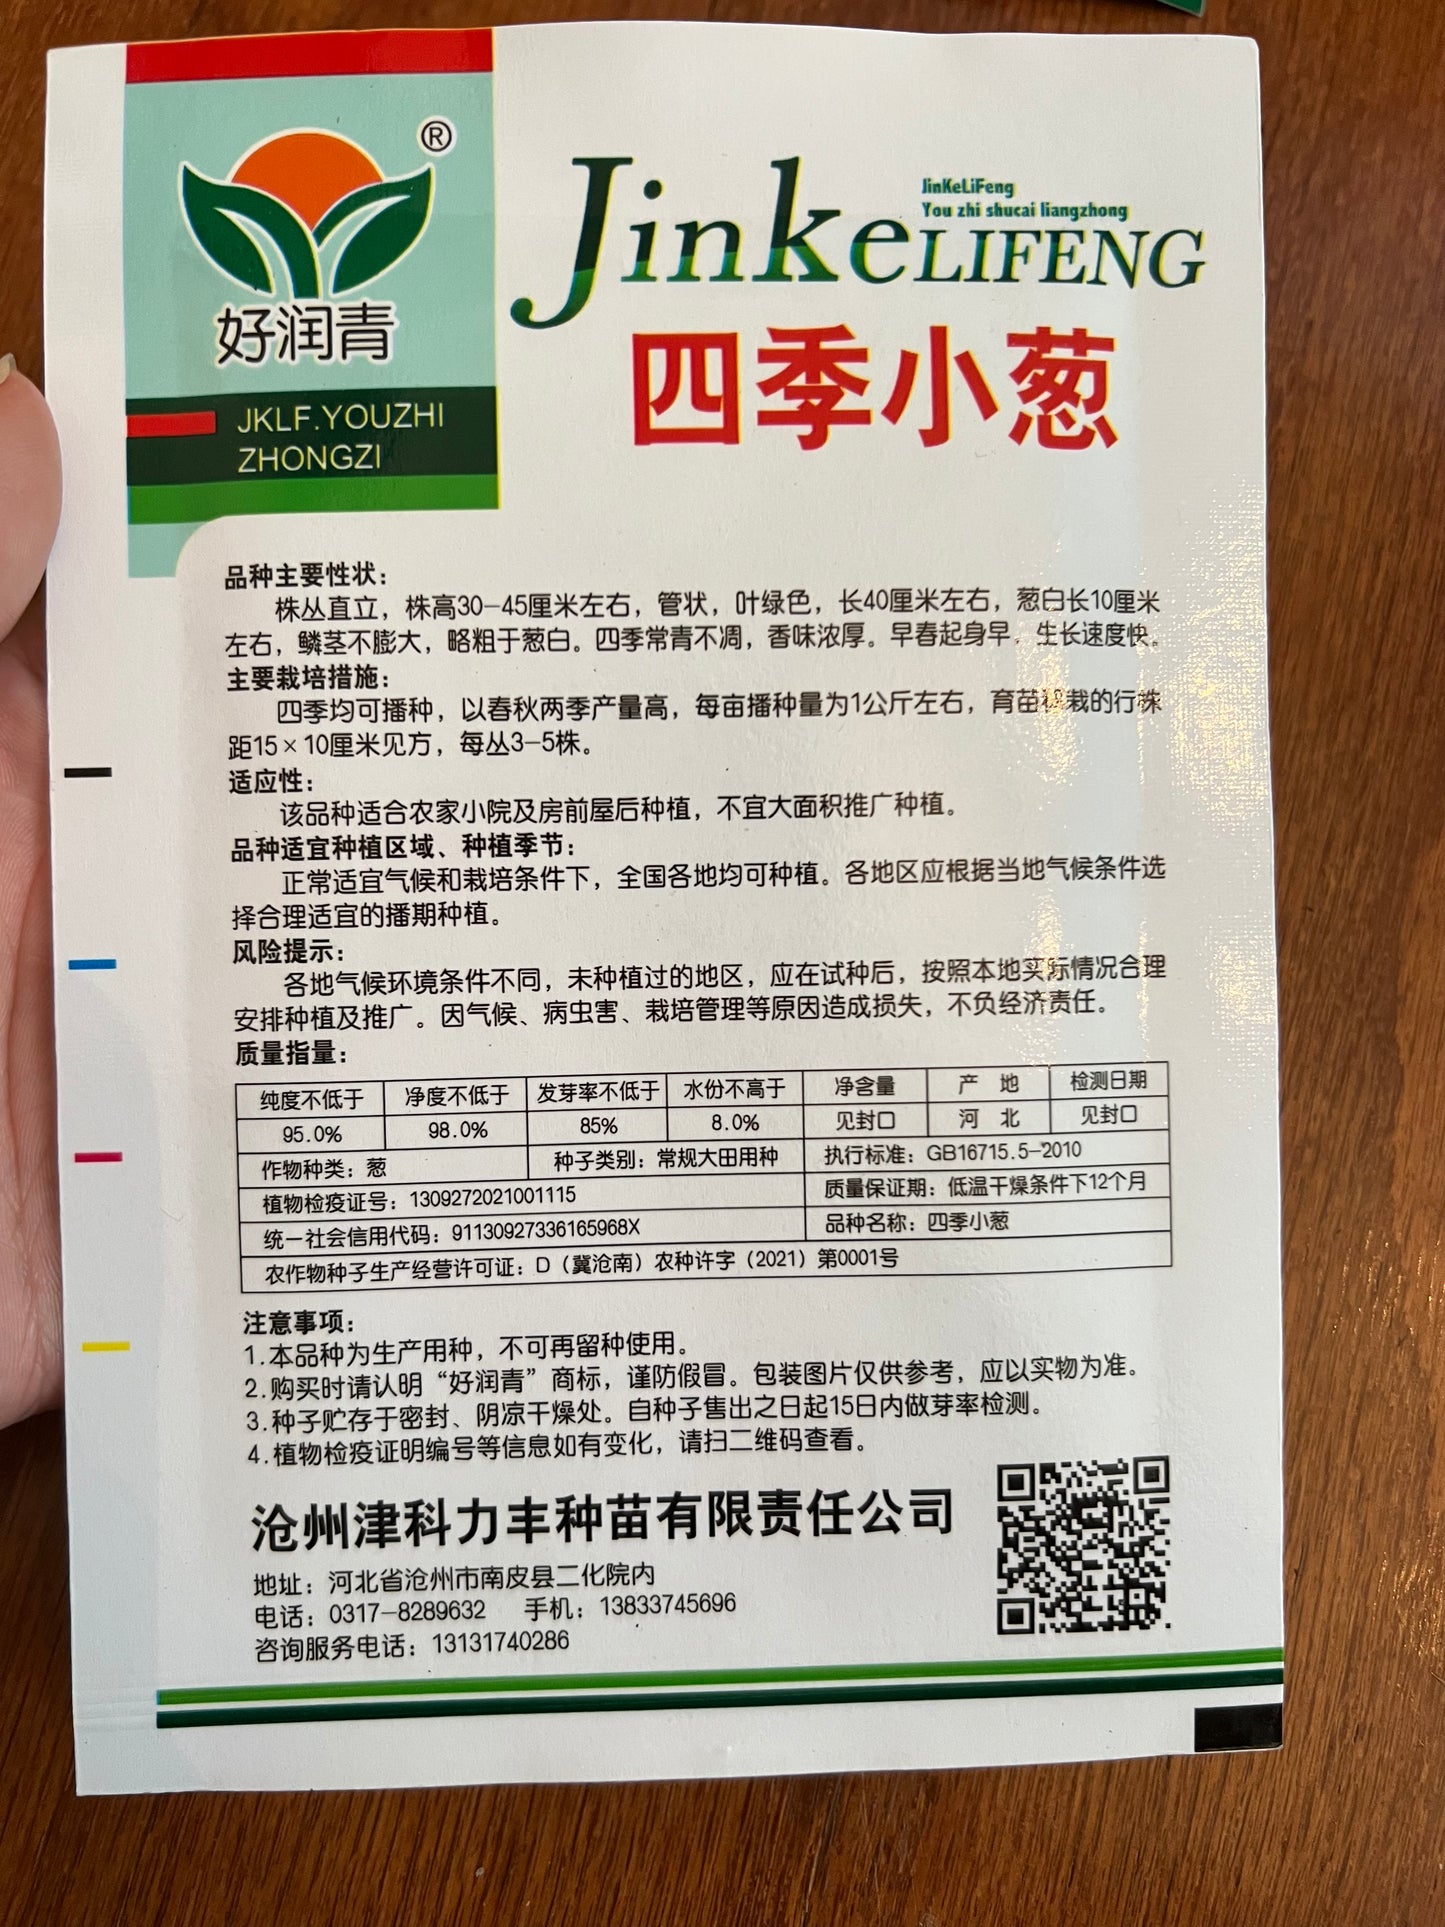 ®
好润青
JKLF.YOUZHI
ZHONGZI
JinKeLiFeng
You zhi shucai liangzhong
JinkeLIFENG
四季小葱
品种主要性状：
株丛直立，株高30-45厘米左右，管状，叶绿色，长40厘米左右，葱白长10厘米
左右，鳞茎不膨大，略粗于葱白。四季常青不凋，香味浓厚。早春起身早，生长速度快。
主要栽培措施：
四季均可播种，以春秋两季产量高，每亩播种量为1公斤左右，育苗移栽的行株
距15×10厘米见方，每丛3-5株。
适应性：
该品种适合农家小院及房前屋后种植，不宜大面积推广种植。
品种适宜种植区域、种植季节：
正常适宜气候和栽培条件下，全国各地均可种植。各地区应根据当地气候条件选
择合理适宜的播期种植。
风险提示：
各地气候环境条件不同，未种植过的地区，应在试种后，按照本地实际情况合理
安排种植及推广。因气候、病虫害、栽培管理等原因造成损失，不负经济责任。
质量指量：
纯度不低于 净度不低于 发芽率不低于 水份不高于 净含量 产 地 检测日期
95.0% 98.0% 85% 8.0% 见封口 河 北 见封口
作物种类：葱 种子类别：常规大田用种 执行标准：GB16715.5-2010
植物检疫证号：1309272021001115 质量保证期：低温干燥条件下12个月
统一社会信用代码：91130927336165968X 品种名称：四季小葱
农作物种子生产经营许可证：D（冀沧南）农种许字（2021）第0001号
注意事项：
1.本品种为生产用种，不可再留种使用。
2.购买时请认明“好润青”商标，谨防假冒。包装图片仅供参考，应以实物为准。
3.种子贮存于密封、阴凉干燥处。自种子售出之日起15日内做芽率检测。
4.植物检疫证明编号等信息如有变化，请扫二维码查看。
沧州津科力丰种苗有限责任公司
地址：河北省沧州市南皮县二化院内
电话：0317-8289632 手机：13833745696
咨询服务电话：13131740286